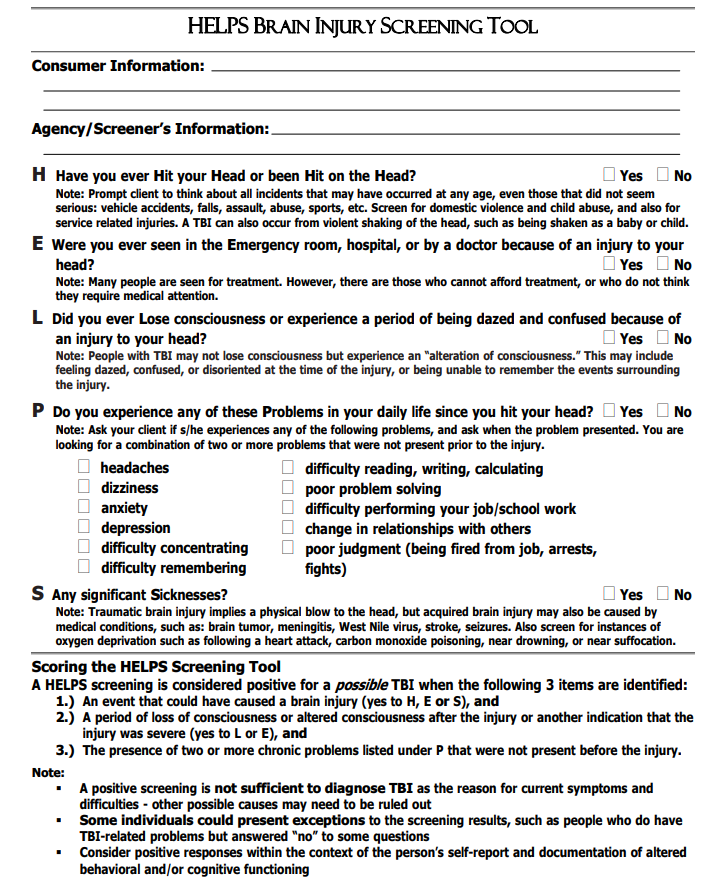 HELPS BRAIN INJURY SCREENING TOOL
Consumer Information:
Agency/Screener's Information:
H Have you ever Hit your Head or been Hit on the Head? Yes No
Note: Prompt client to think about all incidents that may have occurred at any age, even those that did not seem
serious: vehicle accidents, falls, assault, abuse, sports, etc. Screen for domestic violence and child abuse, and also for
service related injuries. A TBI can also occur from violent shaking of the head, such as being shaken as a baby or child.
E Were you ever seen in the Emergency room, hospital, or by a doctor because of an injury to your
head? Yes No
Note: Many people are seen for treatment. However, there are those who cannot afford treatment, or who do not think
they require medical attention.
L Did you ever Lose consciousness or experience a period of being dazed and confused because of
an injury to your head? Yes No
Note: People with TBI may not lose consciousness but experience an "alteration of consciousness." This may include
feeling dazed, confused, or disoriented at the time of the injury, or being unable to remember the events surrounding
the injury.
P Do you experience any of these Problems in your daily life since you hit your head? Yes No
Note: Ask your client if s/he experiences any of the following problems, and ask when the problem presented. You are
looking for a combination of two or more problems that were not present prior to the injury.
headaches
dizziness
anxiety
depression
difficulty concentrating
difficulty remembering
difficulty reading, writing, calculating
poor problem solving
difficulty performing your job/school work
change in relationships with others
poor judgment (being fired from job, arrests,
fights)
S Any significant Sicknesses? Yes No
Note: Traumatic brain injury implies a physical blow to the head, but acquired brain injury may also be caused by
medical conditions, such as: brain tumor, meningitis, West Nile virus, stroke, seizures. Also screen for instances of
oxygen deprivation such as following a heart attack, carbon monoxide poisoning, near drowning, or near suffocation.
Scoring the HELPS Screening Tool
A HELPS screening is considered positive for a possible TBI when the following 3 items are identified:
1.) An event that could have caused a brain injury (yes to H, E or S), and
2.) A period of loss of consciousness or altered consciousness after the injury or another indication that the
injury was severe (yes to L or E), and
3.) The presence of two or more chronic problems listed under P that were not present before the injury.
Note:
▪ A positive screening is not sufficient to diagnose TBI as the reason for current symptoms and
difficulties - other possible causes may need to be ruled out
▪ Some individuals could present exceptions to the screening results, such as people who do have
TBI-related problems but answered "no" to some questions
▪ Consider positive responses within the context of the person's self-report and documentation of altered
behavioral and/or cognitive functioning